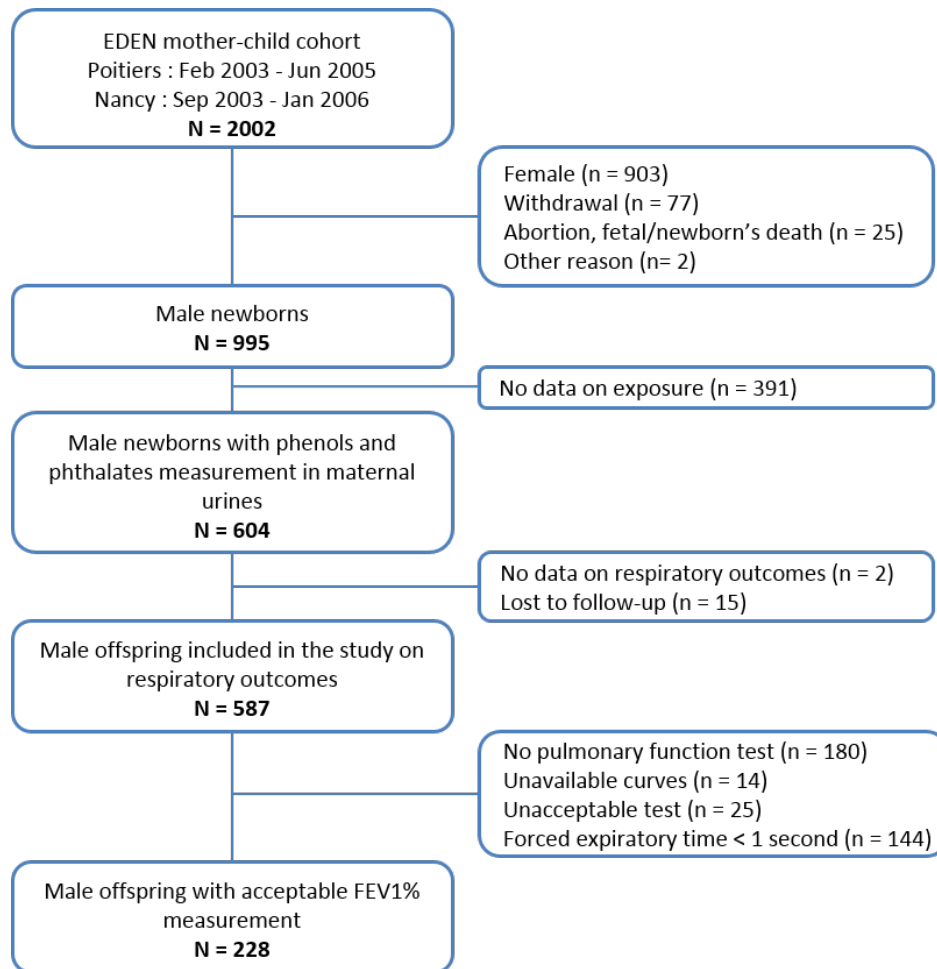 EDEN mother-child cohort
Poitiers : Feb 2003 - Jun 2005
Nancy : Sep 2003 - Jan 2006
N = 2002
Female (n = 903)
Withdrawal (n = 77)
Abortion, fetal/newborn’s death (n = 25)
Other reason (n= 2)
Male newborns
N = 995
No data on exposure (n = 391)
Male newborns with phenols and
phthalates measurement in maternal
urines
N = 604
No data on respiratory outcomes (n = 2)
Lost to follow-up (n = 15)
Male offspring included in the study on
respiratory outcomes
N = 587
No pulmonary function test (n = 180)
Unavailable curves (n = 14)
Unacceptable test (n = 25)
Forced expiratory time < 1 second (n = 144)
Male offspring with acceptable FEV1%
measurement
N = 228